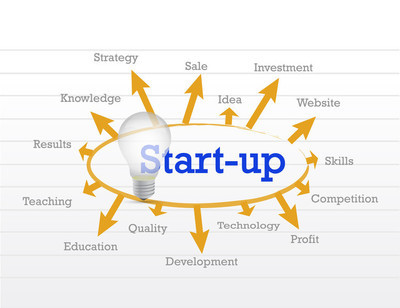 Strategy
Sale
Investment
Knowledge
Idea
Website
Results
Start-up
Skills
Teaching
Competition
Quality
Technology
Education
Profit
Development